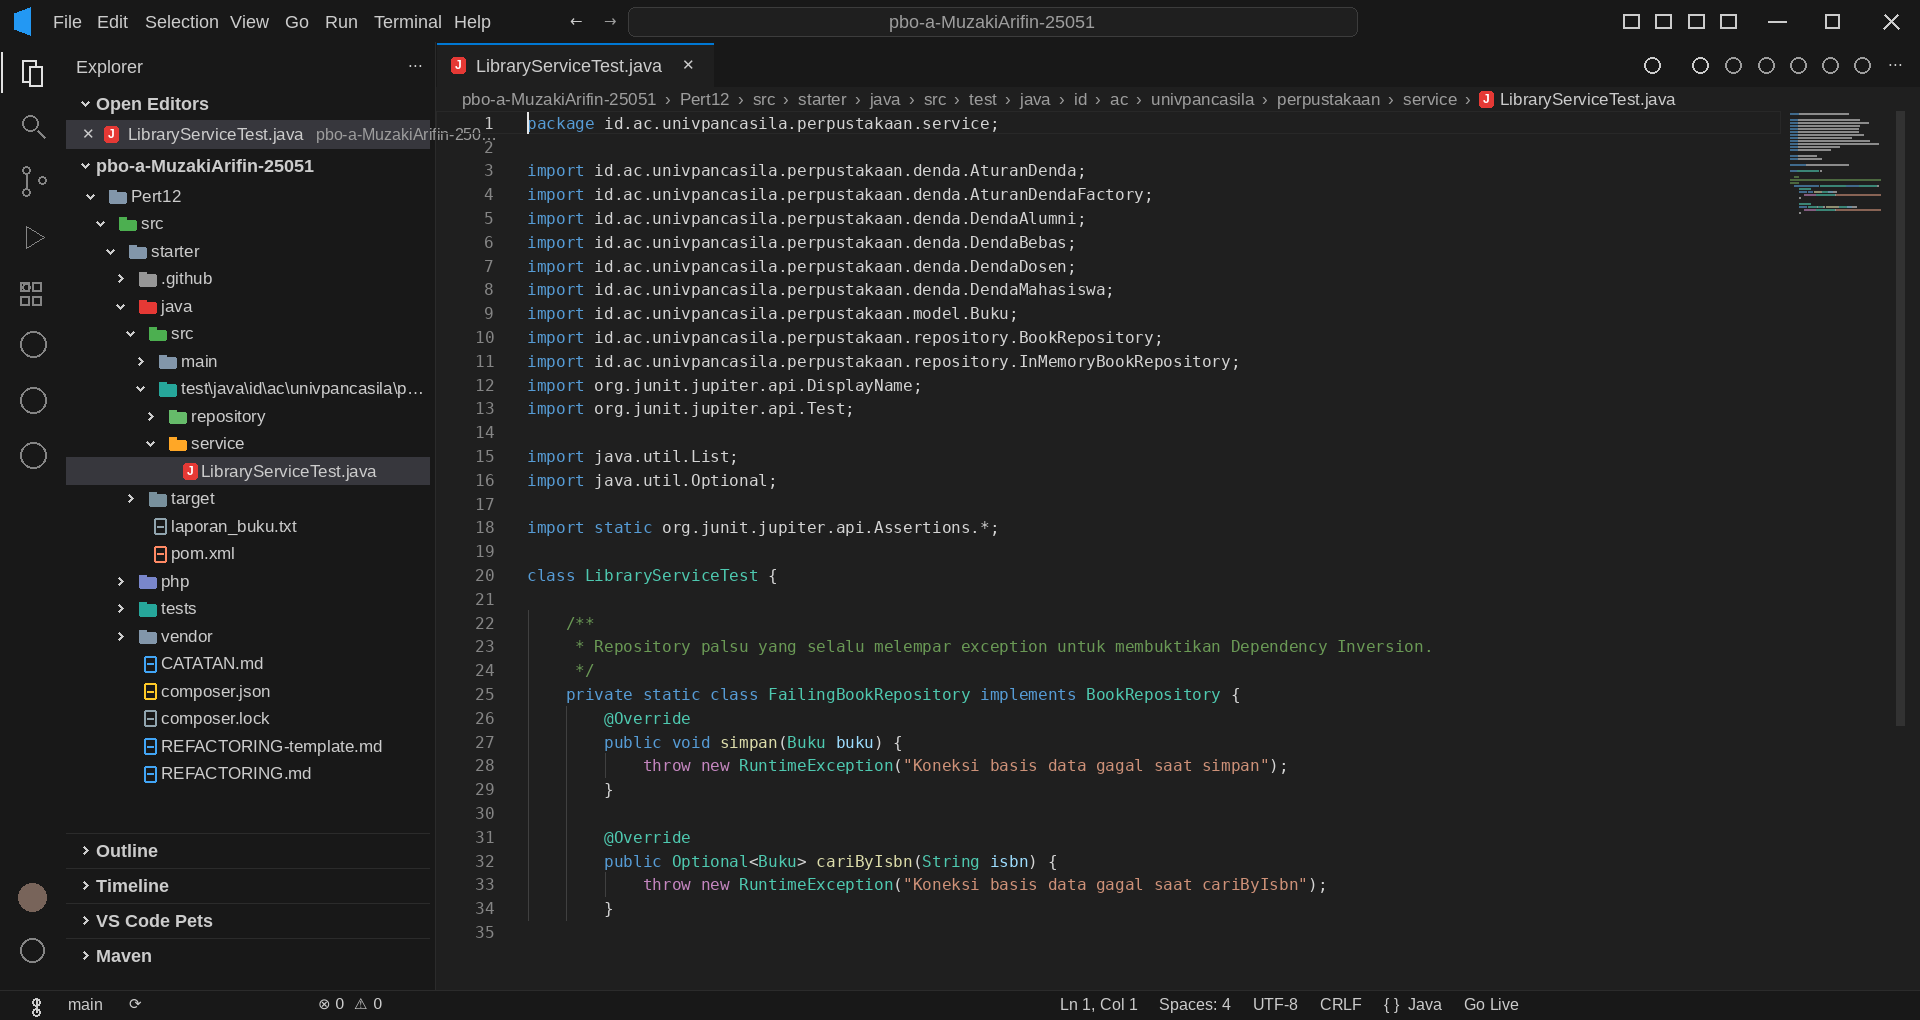 File Edit Selection View Go Run Terminal Help ← → pbo-a-MuzakiArifin-25051
Explorer ···
Open Editors
× LibraryServiceTest.java pbo-a-MuzakiArifin-250...
pbo-a-MuzakiArifin-25051
Pert12
src
starter
.github
java
src
main
test\java\id\ac\univpancasila\p...
repository
service
LibraryServiceTest.java
target
laporan_buku.txt
pom.xml
php
tests
vendor
CATATAN.md
composer.json
composer.lock
REFACTORING-template.md
REFACTORING.md
Outline
Timeline
VS Code Pets
Maven
J LibraryServiceTest.java × ···
pbo-a-MuzakiArifin-25051 › Pert12 › src › starter › java › src › test › java › id › ac › univpancasila › perpustakaan › service › J LibraryServiceTest.java
1 package id.ac.univpancasila.perpustakaan.service;
2
3 import id.ac.univpancasila.perpustakaan.denda.AturanDenda;
4 import id.ac.univpancasila.perpustakaan.denda.AturanDendaFactory;
5 import id.ac.univpancasila.perpustakaan.denda.DendaAlumni;
6 import id.ac.univpancasila.perpustakaan.denda.DendaBebas;
7 import id.ac.univpancasila.perpustakaan.denda.DendaDosen;
8 import id.ac.univpancasila.perpustakaan.denda.DendaMahasiswa;
9 import id.ac.univpancasila.perpustakaan.model.Buku;
10 import id.ac.univpancasila.perpustakaan.repository.BookRepository;
11 import id.ac.univpancasila.perpustakaan.repository.InMemoryBookRepository;
12 import org.junit.jupiter.api.DisplayName;
13 import org.junit.jupiter.api.Test;
14
15 import java.util.List;
16 import java.util.Optional;
17
18 import static org.junit.jupiter.api.Assertions.*;
19
20 class LibraryServiceTest {
21
22     /**
23      * Repository palsu yang selalu melempar exception untuk membuktikan Dependency Inversion.
24      */
25     private static class FailingBookRepository implements BookRepository {
26         @Override
27         public void simpan(Buku buku) {
28             throw new RuntimeException("Koneksi basis data gagal saat simpan");
29         }
30
31         @Override
32         public Optional<Buku> cariByIsbn(String isbn) {
33             throw new RuntimeException("Koneksi basis data gagal saat cariByIsbn");
34         }
35
main ⟳ ⊗ 0 ⚠ 0 Ln 1, Col 1 Spaces: 4 UTF-8 CRLF { } Java Go Live